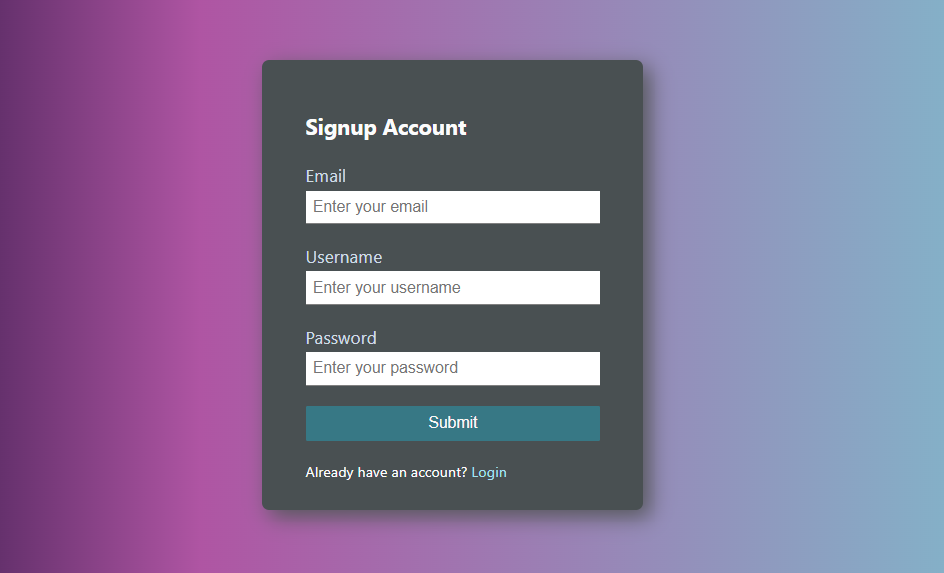 Signup Account
Email
Enter your email
Username
Enter your username
Password
Enter your password
Submit
Already have an account? Login